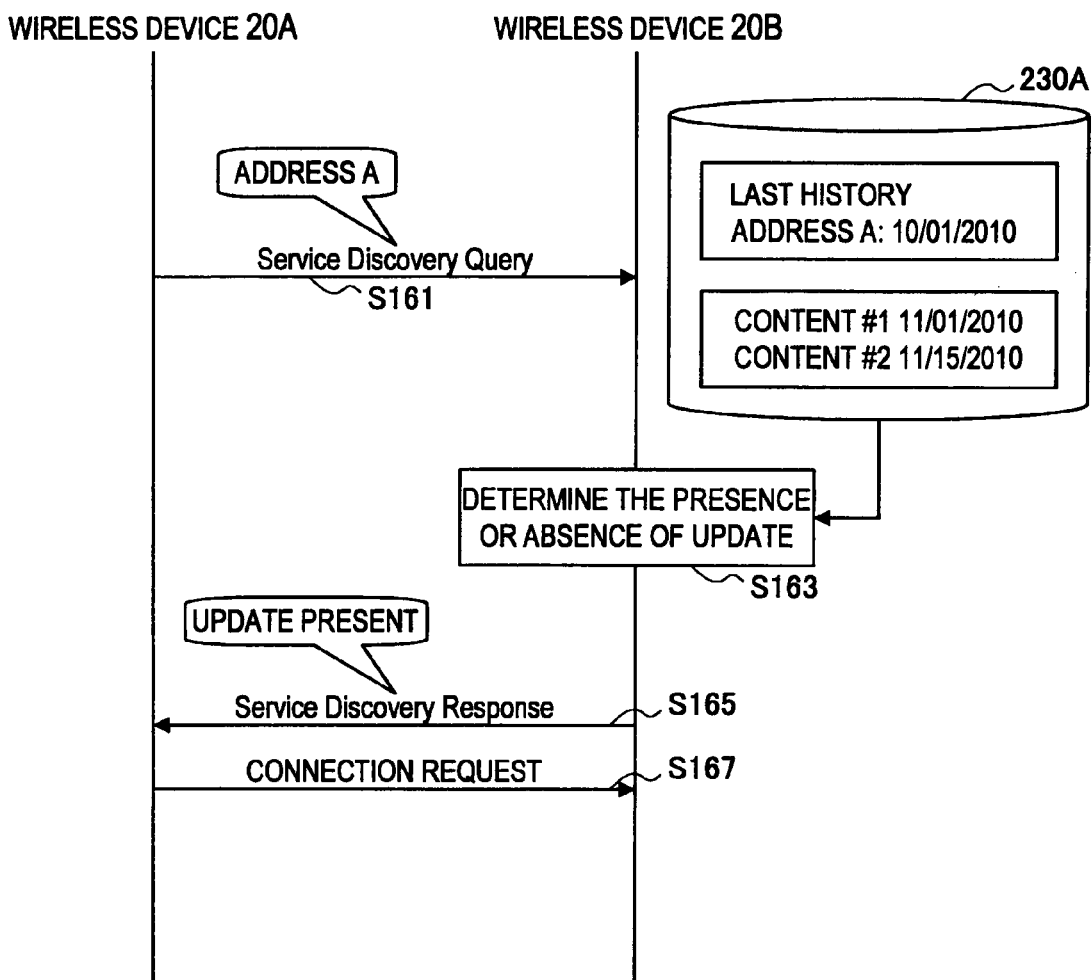 WIRELESS DEVICE 20A
WIRELESS DEVICE 20B
230A
LAST HISTORY
ADDRESS A: 10/01/2010
CONTENT #1 11/01/2010
CONTENT #2 11/15/2010
ADDRESS A
Service Discovery Query
S161
DETERMINE THE PRESENCE
OR ABSENCE OF UPDATE
S163
UPDATE PRESENT
Service Discovery Response
S165
CONNECTION REQUEST
S167